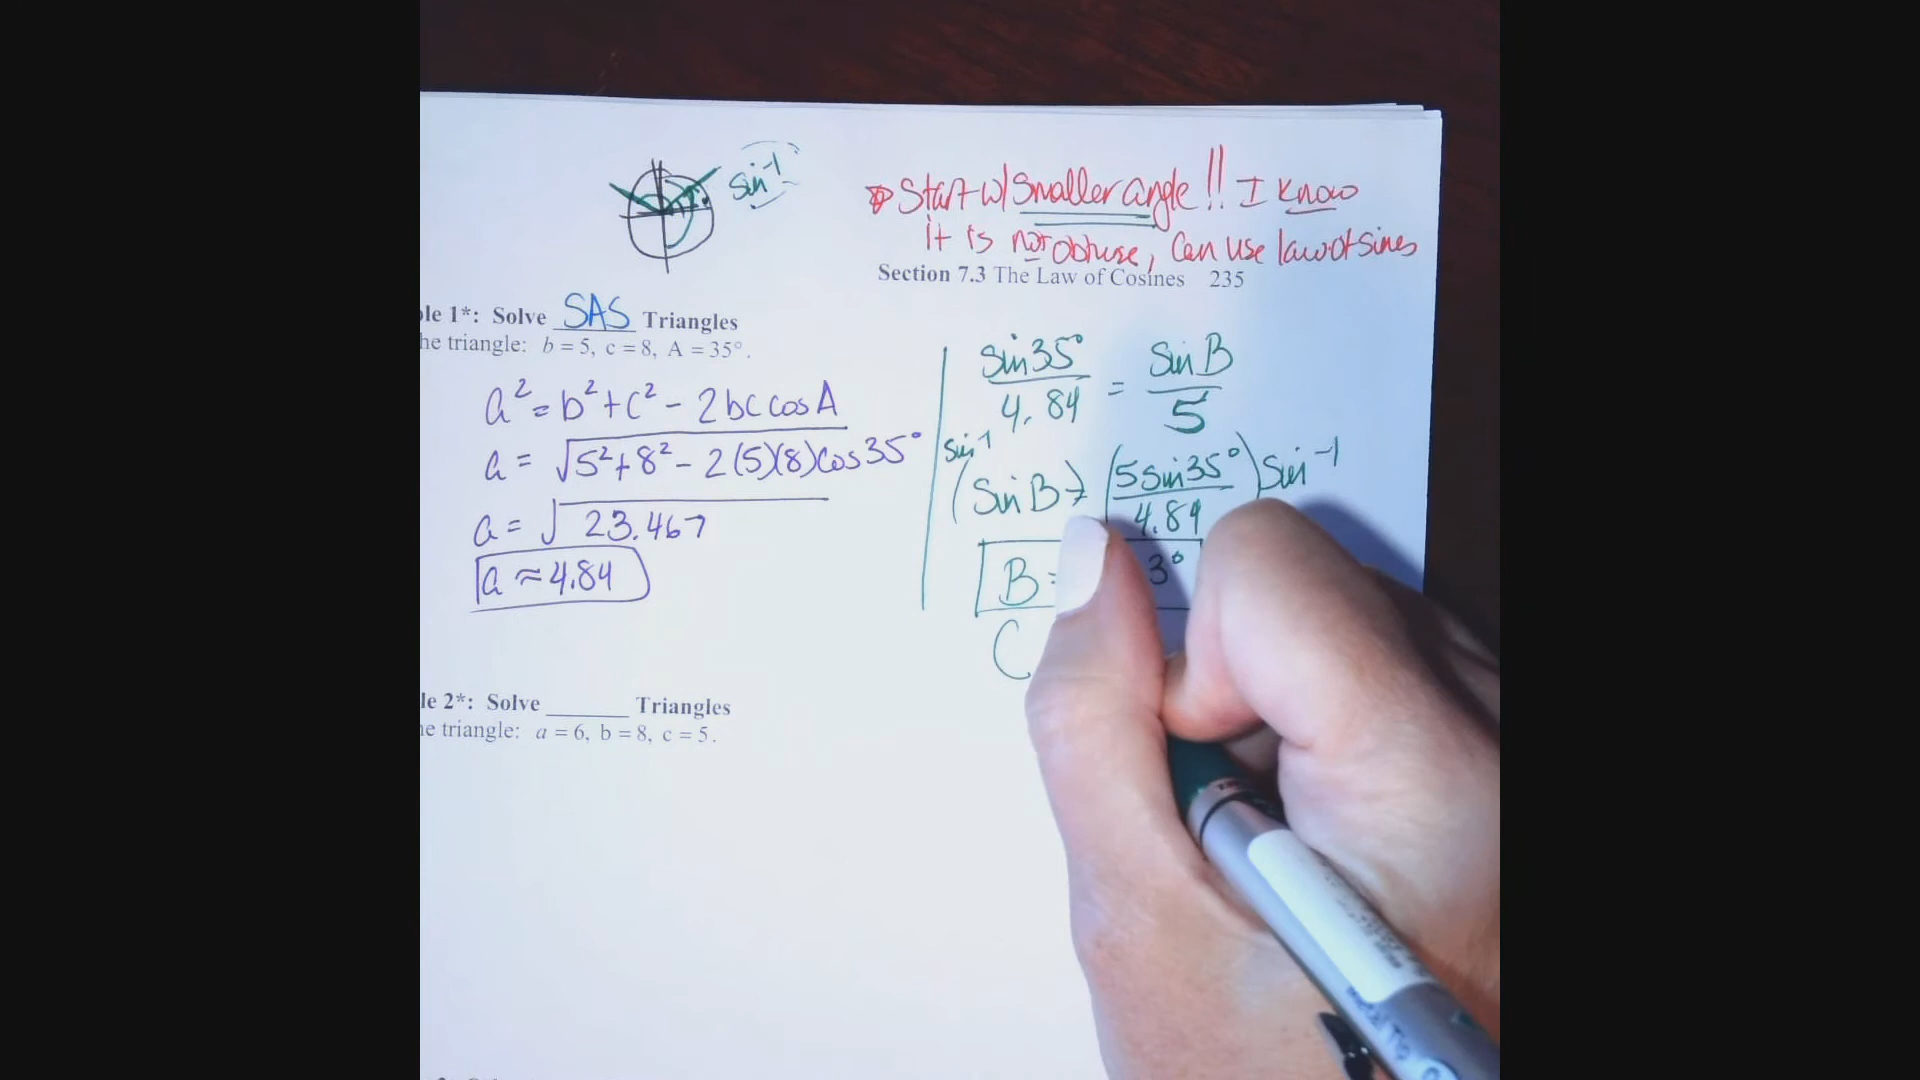 sin⁻¹
Start w/ smaller angle!! I know
it is not obtuse, can use law of sines
Section 7.3 The Law of Cosines 235
le 1*: Solve SAS Triangles
he triangle: b = 5, c = 8, A = 35°.
a² = b² + c² - 2bc cos A
a = √5² + 8² - 2(5)(8)cos 35°
a = √23.467
a ≈ 4.84
sin 35° / 4.84 = sin B / 5
sin⁻¹
(sin B) = (5 sin 35° / 4.84) sin⁻¹
B = 3°
C
le 2*: Solve ______ Triangles
e triangle: a = 6, b = 8, c = 5.